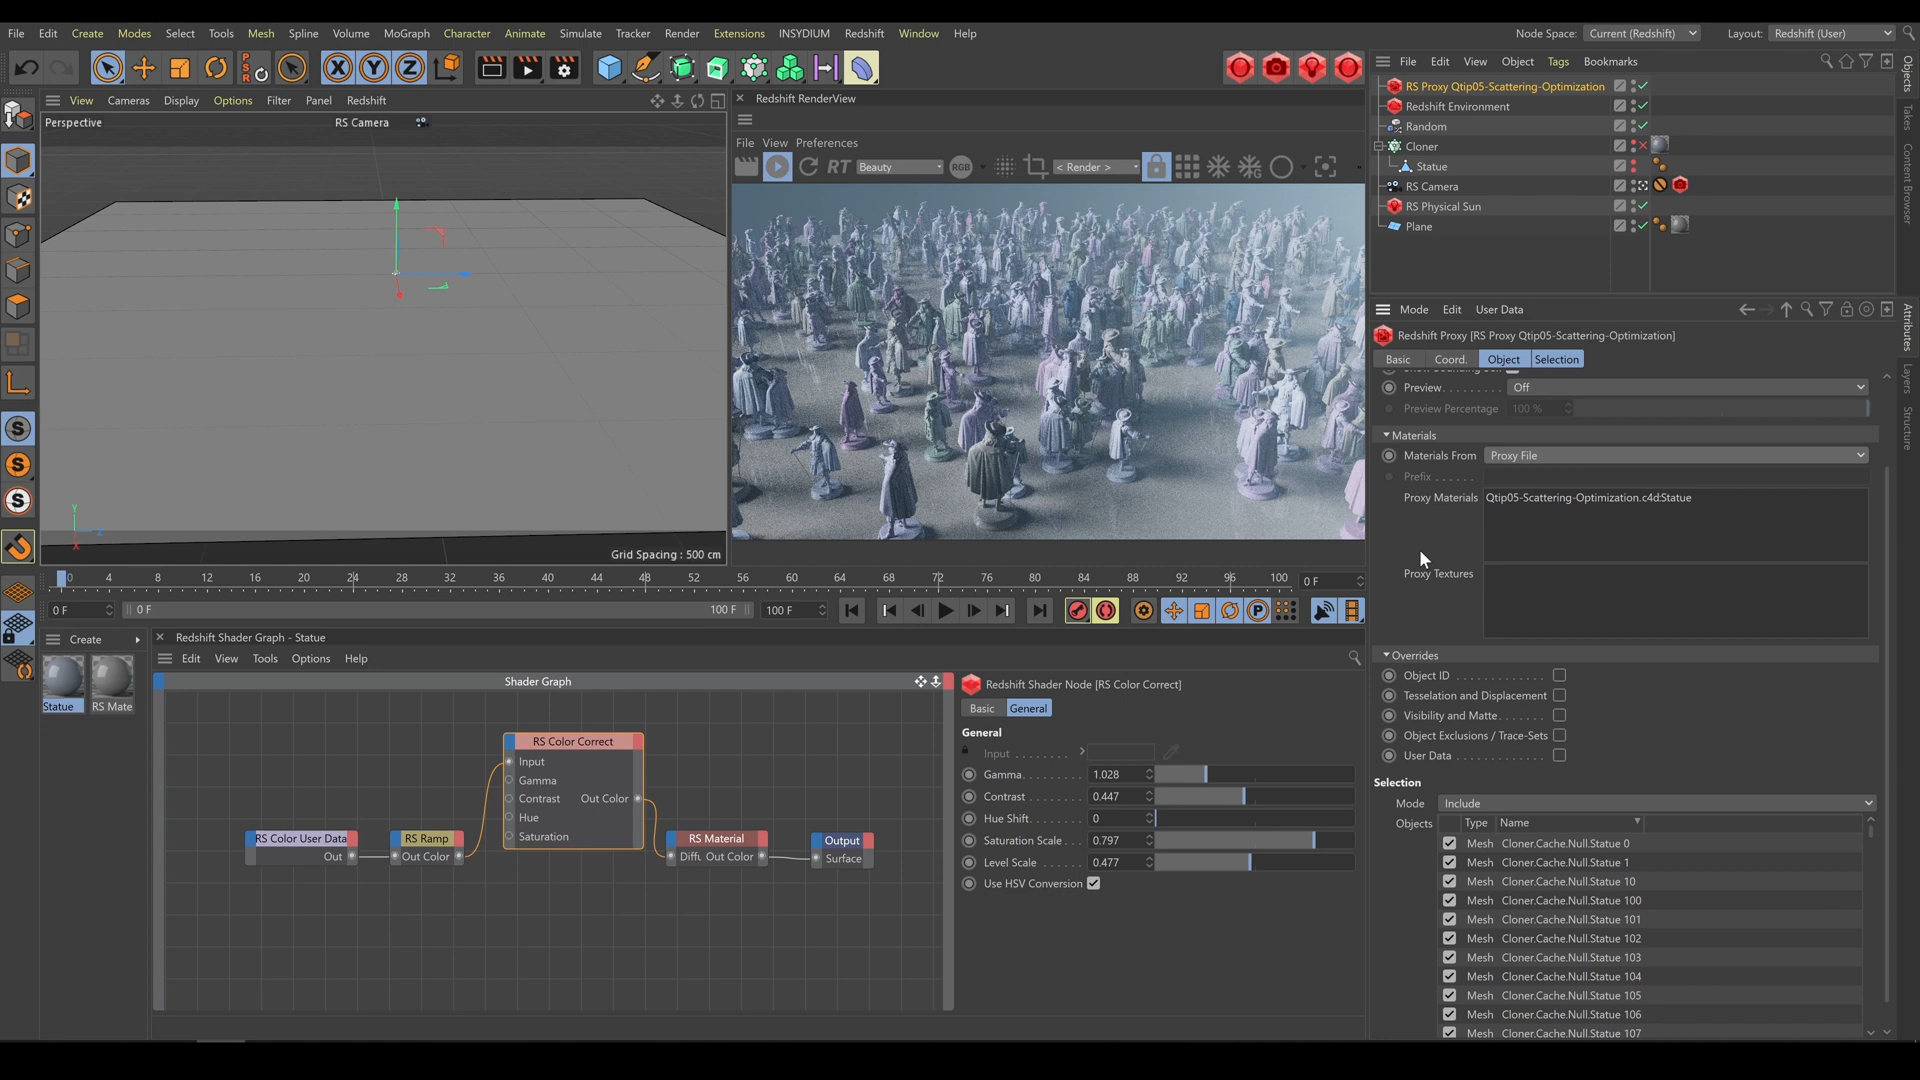 File Edit Create Modes Select Tools Mesh Spline Volume MoGraph Character Animate Simulate Tracker Render Redshift Extensions INSYDIUM Window Help
Node Space: Current (Redshift) Layout: Redshift (User)
X Y Z
PSR
File Edit View Object Tags Bookmarks
RS Proxy Qtip05-Scattering-Optimization
Redshift Environment
Random
Cloner
Statue
RS Camera
RS Physical Sun
Plane
Objects
Takes
Content Browser
View Cameras Display Options Filter Panel Redshift
Perspective RS Camera
Y
Z
X
Grid Spacing : 500 cm
Redshift RenderView
File View Preferences
RT Beauty RGB < Render >
Mode Edit User Data
Redshift Proxy [RS Proxy Qtip05-Scattering-Optimization]
Basic Coord. Object Selection
Preview Off
Preview Percentage 100 %
Materials
Materials From Proxy File
Prefix
Proxy Materials Qtip05-Scattering-Optimization.c4d:Statue
Proxy Textures
Overrides
Object ID
Tesselation and Displacement
Visibility and Matte
Object Exclusions / Trace-Sets
User Data
Selection
Mode Include
Objects Type Name
Mesh Cloner.Cache.Null.Statue 0
Mesh Cloner.Cache.Null.Statue 1
Mesh Cloner.Cache.Null.Statue 10
Mesh Cloner.Cache.Null.Statue 100
Mesh Cloner.Cache.Null.Statue 101
Mesh Cloner.Cache.Null.Statue 102
Mesh Cloner.Cache.Null.Statue 103
Mesh Cloner.Cache.Null.Statue 104
Mesh Cloner.Cache.Null.Statue 105
Mesh Cloner.Cache.Null.Statue 106
Mesh Cloner.Cache.Null.Statue 107
Attributes
Layers
Structure
0 4 8 12 16 20 24 28 32 36 40 44 48 52 56 60 64 68 72 76 80 84 88 92 96 100 0 F
0 F 0 F 100 F 100 F
Create
Statue RS Mate
Redshift Shader Graph - Statue
Edit View Tools Options Help
Shader Graph
RS Color Correct
Input
Gamma
Contrast Out Color
Hue
Saturation
RS Color User Data
Out
RS Ramp
Out Color
RS Material
Diffu Out Color
Output
Surface
Redshift Shader Node [RS Color Correct]
Basic General
General
Input
Gamma 1.028
Contrast 0.447
Hue Shift 0
Saturation Scale 0.797
Level Scale 0.477
Use HSV Conversion